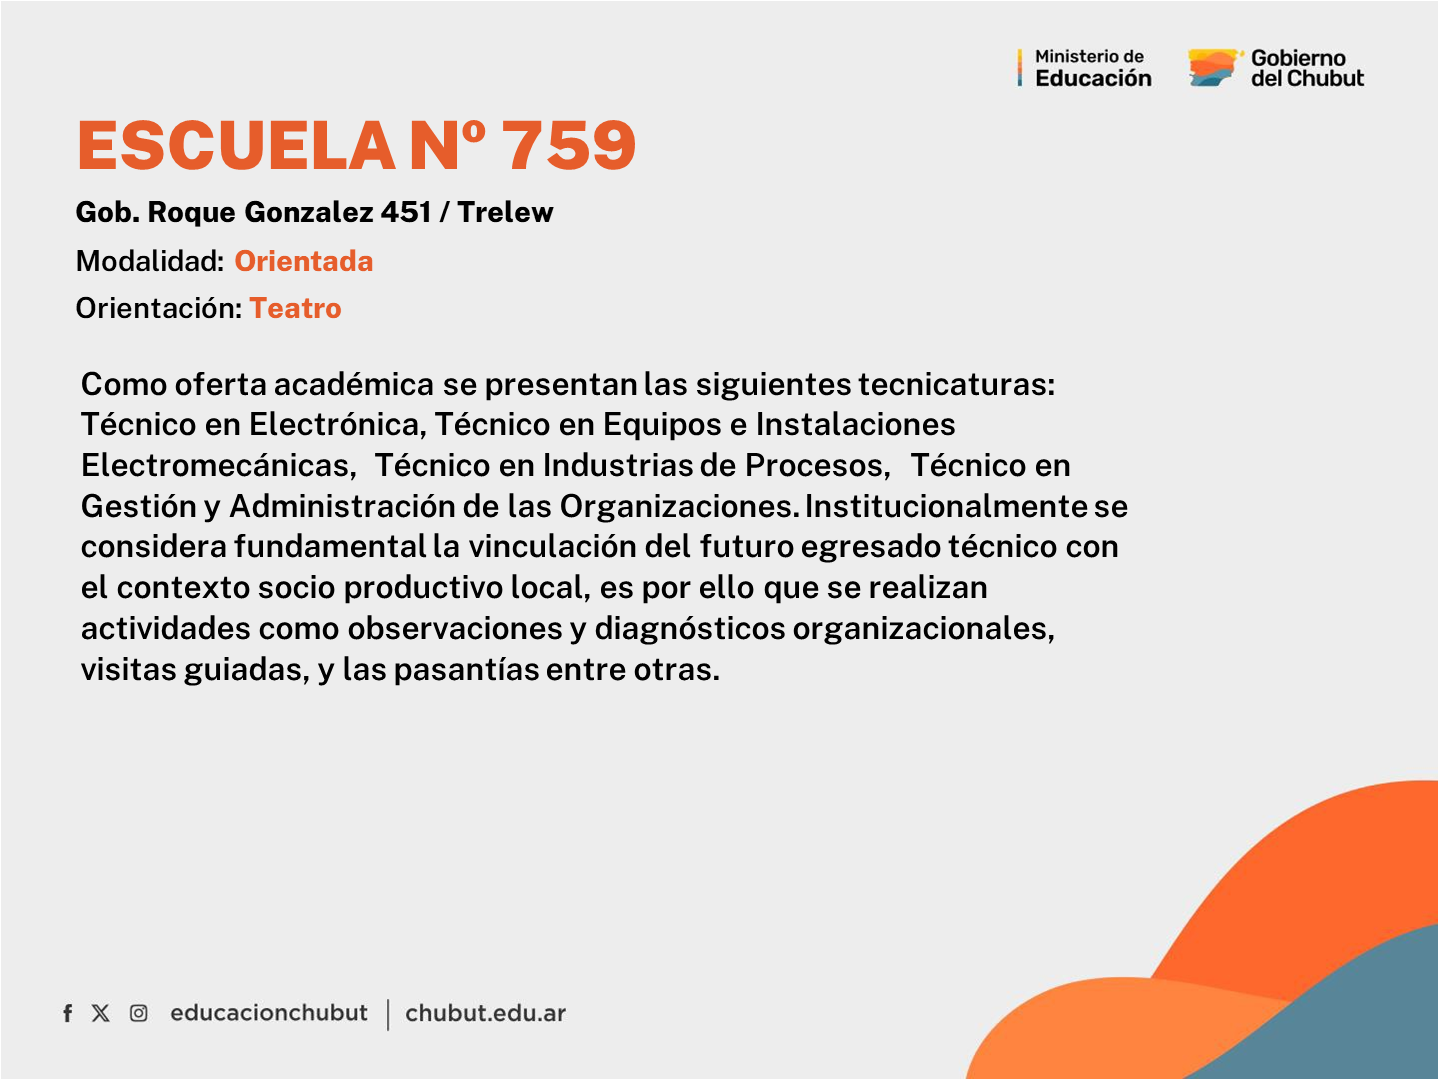 Ministerio de
Educación
Gobierno
del Chubut
ESCUELA Nº 759
Gob. Roque Gonzalez 451 / Trelew
Modalidad: Orientada
Orientación: Teatro
Como oferta académica se presentan las siguientes tecnicaturas:
Técnico en Electrónica, Técnico en Equipos e Instalaciones
Electromecánicas, Técnico en Industrias de Procesos, Técnico en
Gestión y Administración de las Organizaciones. Institucionalmente se
considera fundamental la vinculación del futuro egresado técnico con
el contexto socio productivo local, es por ello que se realizan
actividades como observaciones y diagnósticos organizacionales,
visitas guiadas, y las pasantías entre otras.
educacionchubut | chubut.edu.ar